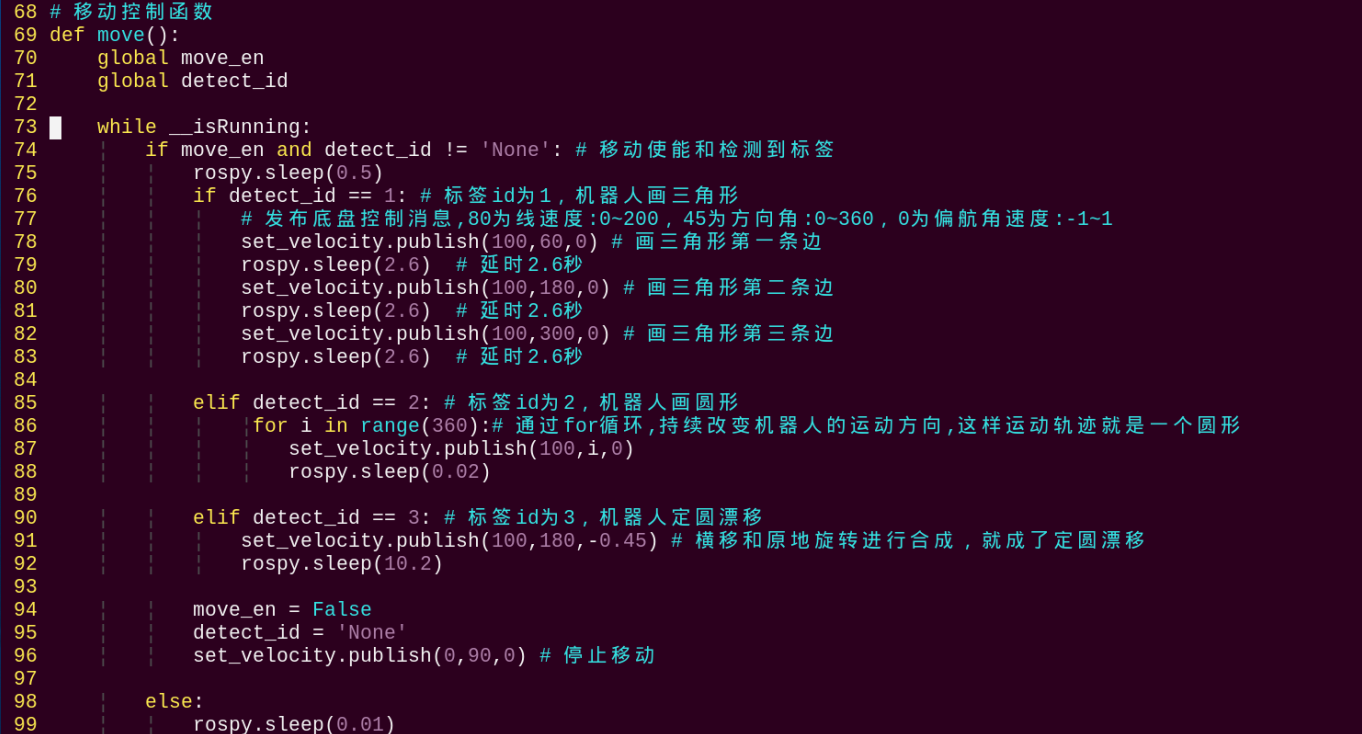 68 # 移动控制函数
69 def move():
70     global move_en
71     global detect_id
72
73     while __isRunning:
74         if move_en and detect_id != 'None': # 移动使能和检测到标签
75             rospy.sleep(0.5)
76             if detect_id == 1: # 标签id为1，机器人画三角形
77                 # 发布底盘控制消息,80为线速度:0~200，45为方向角:0~360，0为偏航角速度:-1~1
78                 set_velocity.publish(100,60,0) # 画三角形第一条边
79                 rospy.sleep(2.6)  # 延时2.6秒
80                 set_velocity.publish(100,180,0) # 画三角形第二条边
81                 rospy.sleep(2.6)  # 延时2.6秒
82                 set_velocity.publish(100,300,0) # 画三角形第三条边
83                 rospy.sleep(2.6)  # 延时2.6秒
84
85             elif detect_id == 2: # 标签id为2，机器人画圆形
86                  for i in range(360):# 通过for循环,持续改变机器人的运动方向,这样运动轨迹就是一个圆形
87                     set_velocity.publish(100,i,0)
88                     rospy.sleep(0.02)
89
90             elif detect_id == 3: # 标签id为3，机器人定圆漂移
91                 set_velocity.publish(100,180,-0.45) # 横移和原地旋转进行合成，就成了定圆漂移
92                 rospy.sleep(10.2)
93
94             move_en = False
95             detect_id = 'None'
96             set_velocity.publish(0,90,0) # 停止移动
97
98         else:
99             rospy.sleep(0.01)